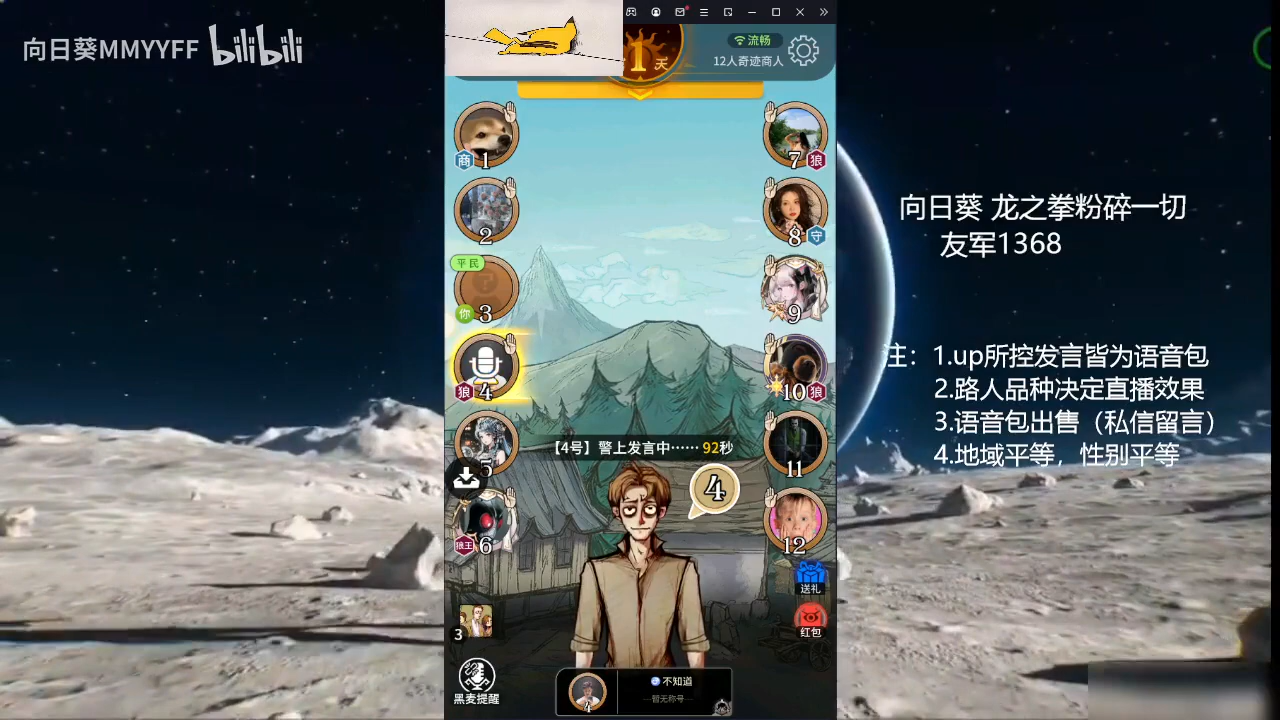 向日葵MMYYFF bilibili
1天
流畅
12人奇迹商人
商 1
2
平民
你 3
狼 4
5
狼王 6
7 狼
8 守
9
10 狼
11
12
【4号】警上发言中…… 92秒
4
送礼
红包
3
黑麦提醒
4
不知道
暂无称号
向日葵 龙之拳粉碎一切
友军1368
注：1.up所控发言皆为语音包
2.路人品种决定直播效果
3.语音包出售（私信留言）
4.地域平等，性别平等